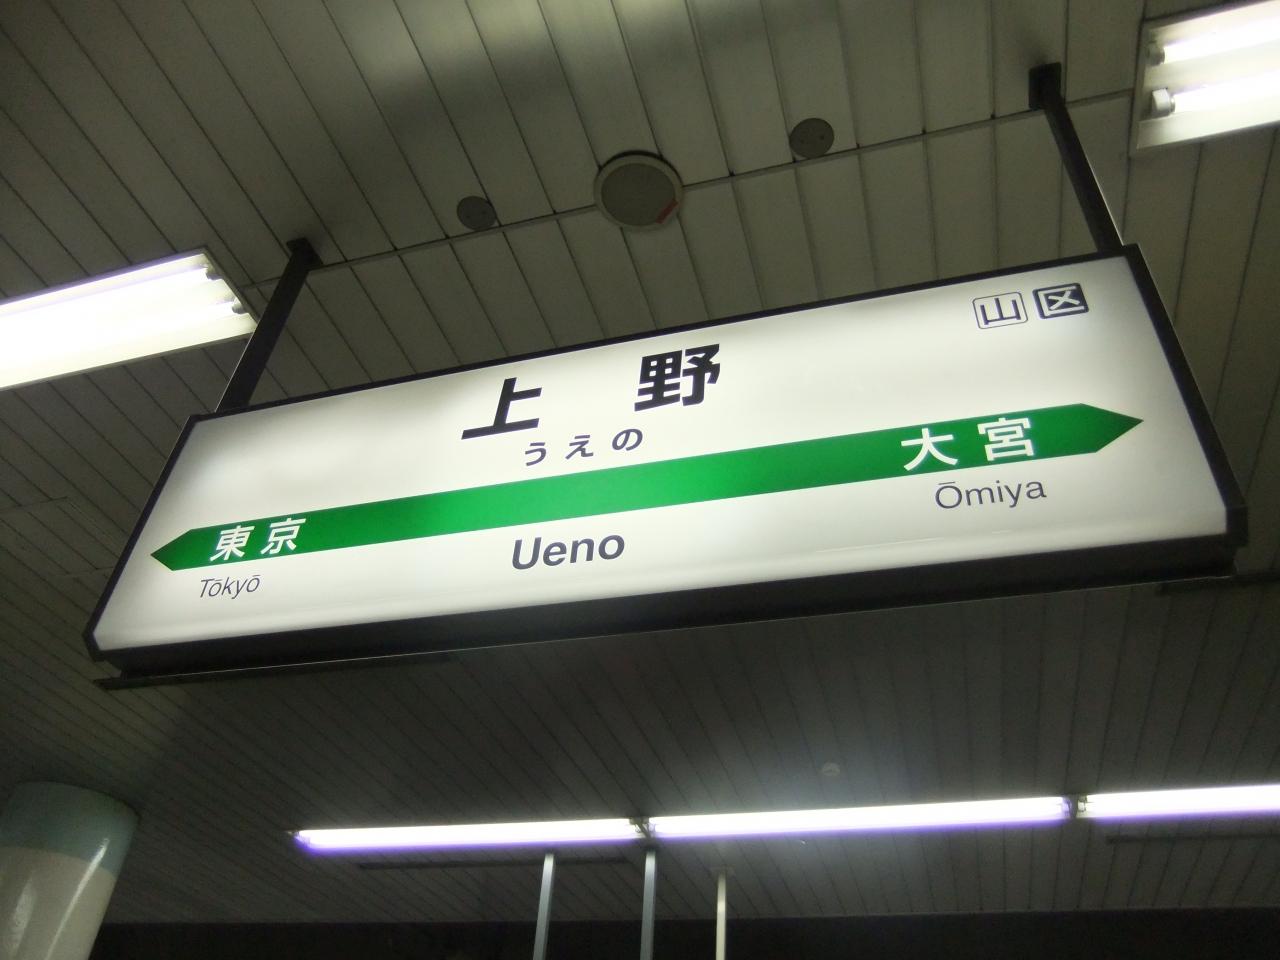 山 区
上野
うえの
東京 大宮
Tōkyō Ueno Ōmiya